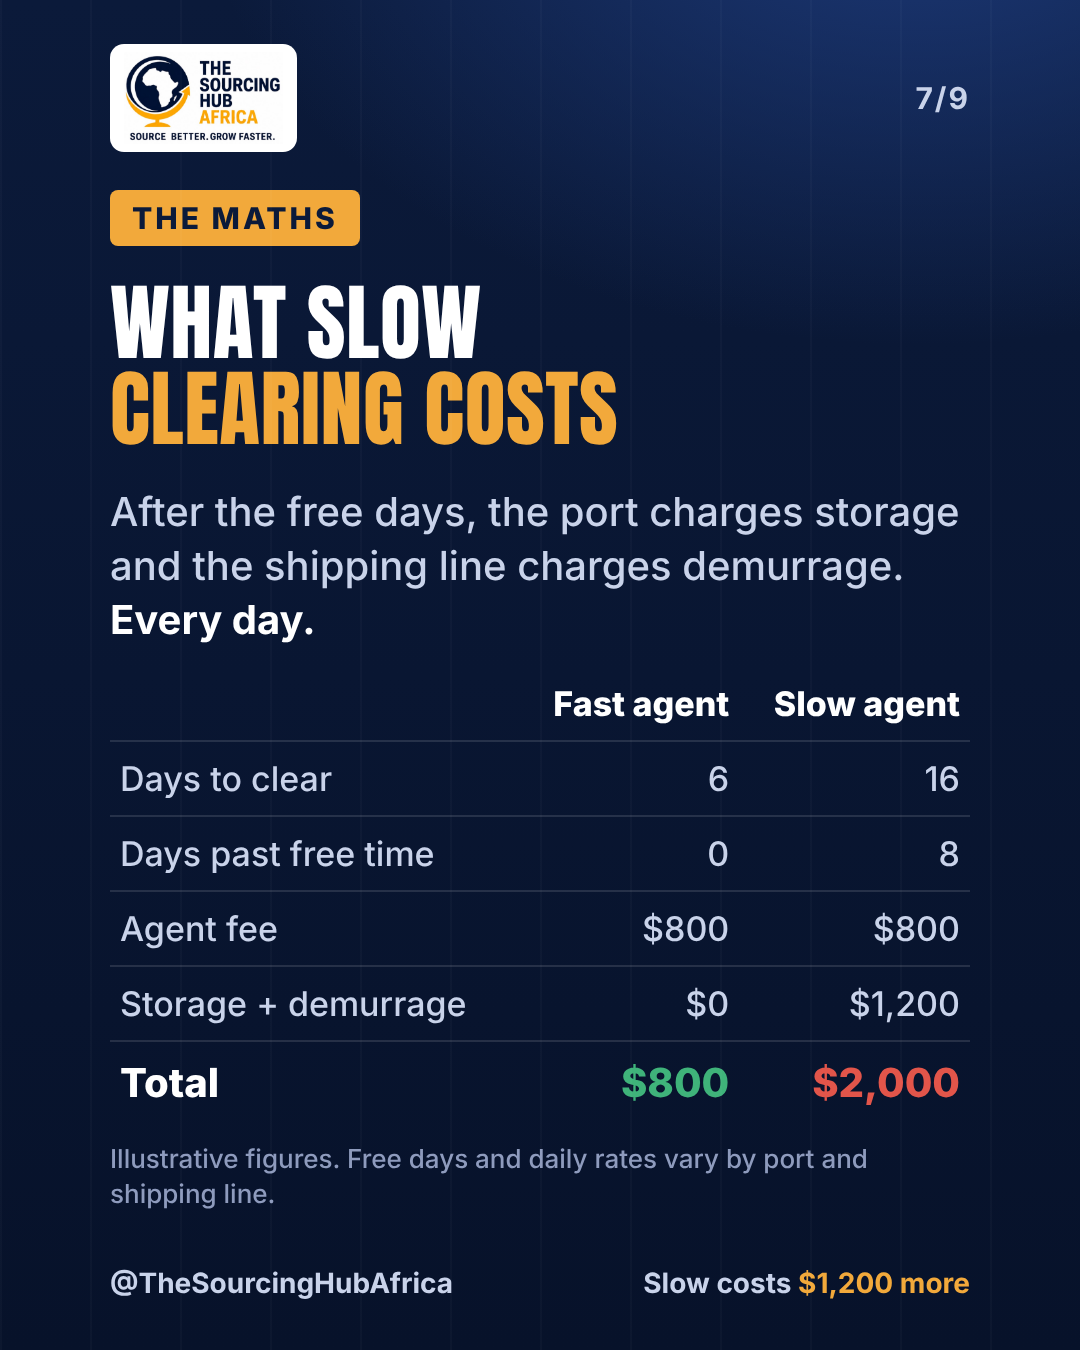 THE
SOURCING
HUB
AFRICA
SOURCE BETTER. GROW FASTER.
7/9
THE MATHS
WHAT SLOW
CLEARING COSTS
After the free days, the port charges storage
and the shipping line charges demurrage.
Every day.
Fast agent Slow agent
Days to clear 6 16
Days past free time 0 8
Agent fee $800 $800
Storage + demurrage $0 $1,200
Total $800 $2,000
Illustrative figures. Free days and daily rates vary by port and
shipping line.
@TheSourcingHubAfrica Slow costs $1,200 more